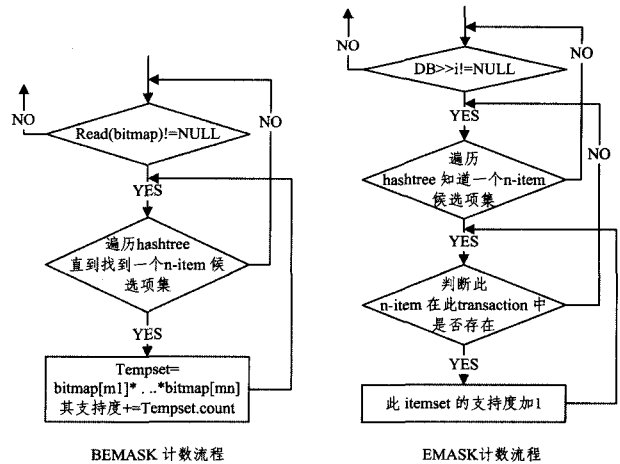 NO
Read(bitmap)!=NULL
NO
YES
遍历hashtree
直到找到一个n-item 候
选项集
YES
Tempset=
bitmap[m1]* . ..*bitmap[mn]
其支持度+=Tempset.count
BEMASK 计数流程
NO
DB>>i!=NULL
NO
YES
遍历
hashtree 知道一个n-item
候选项集
NO
YES
判断此
n-item 在此transaction 中
是否存在
YES
此 itemset 的支持度加1
EMASK计数流程